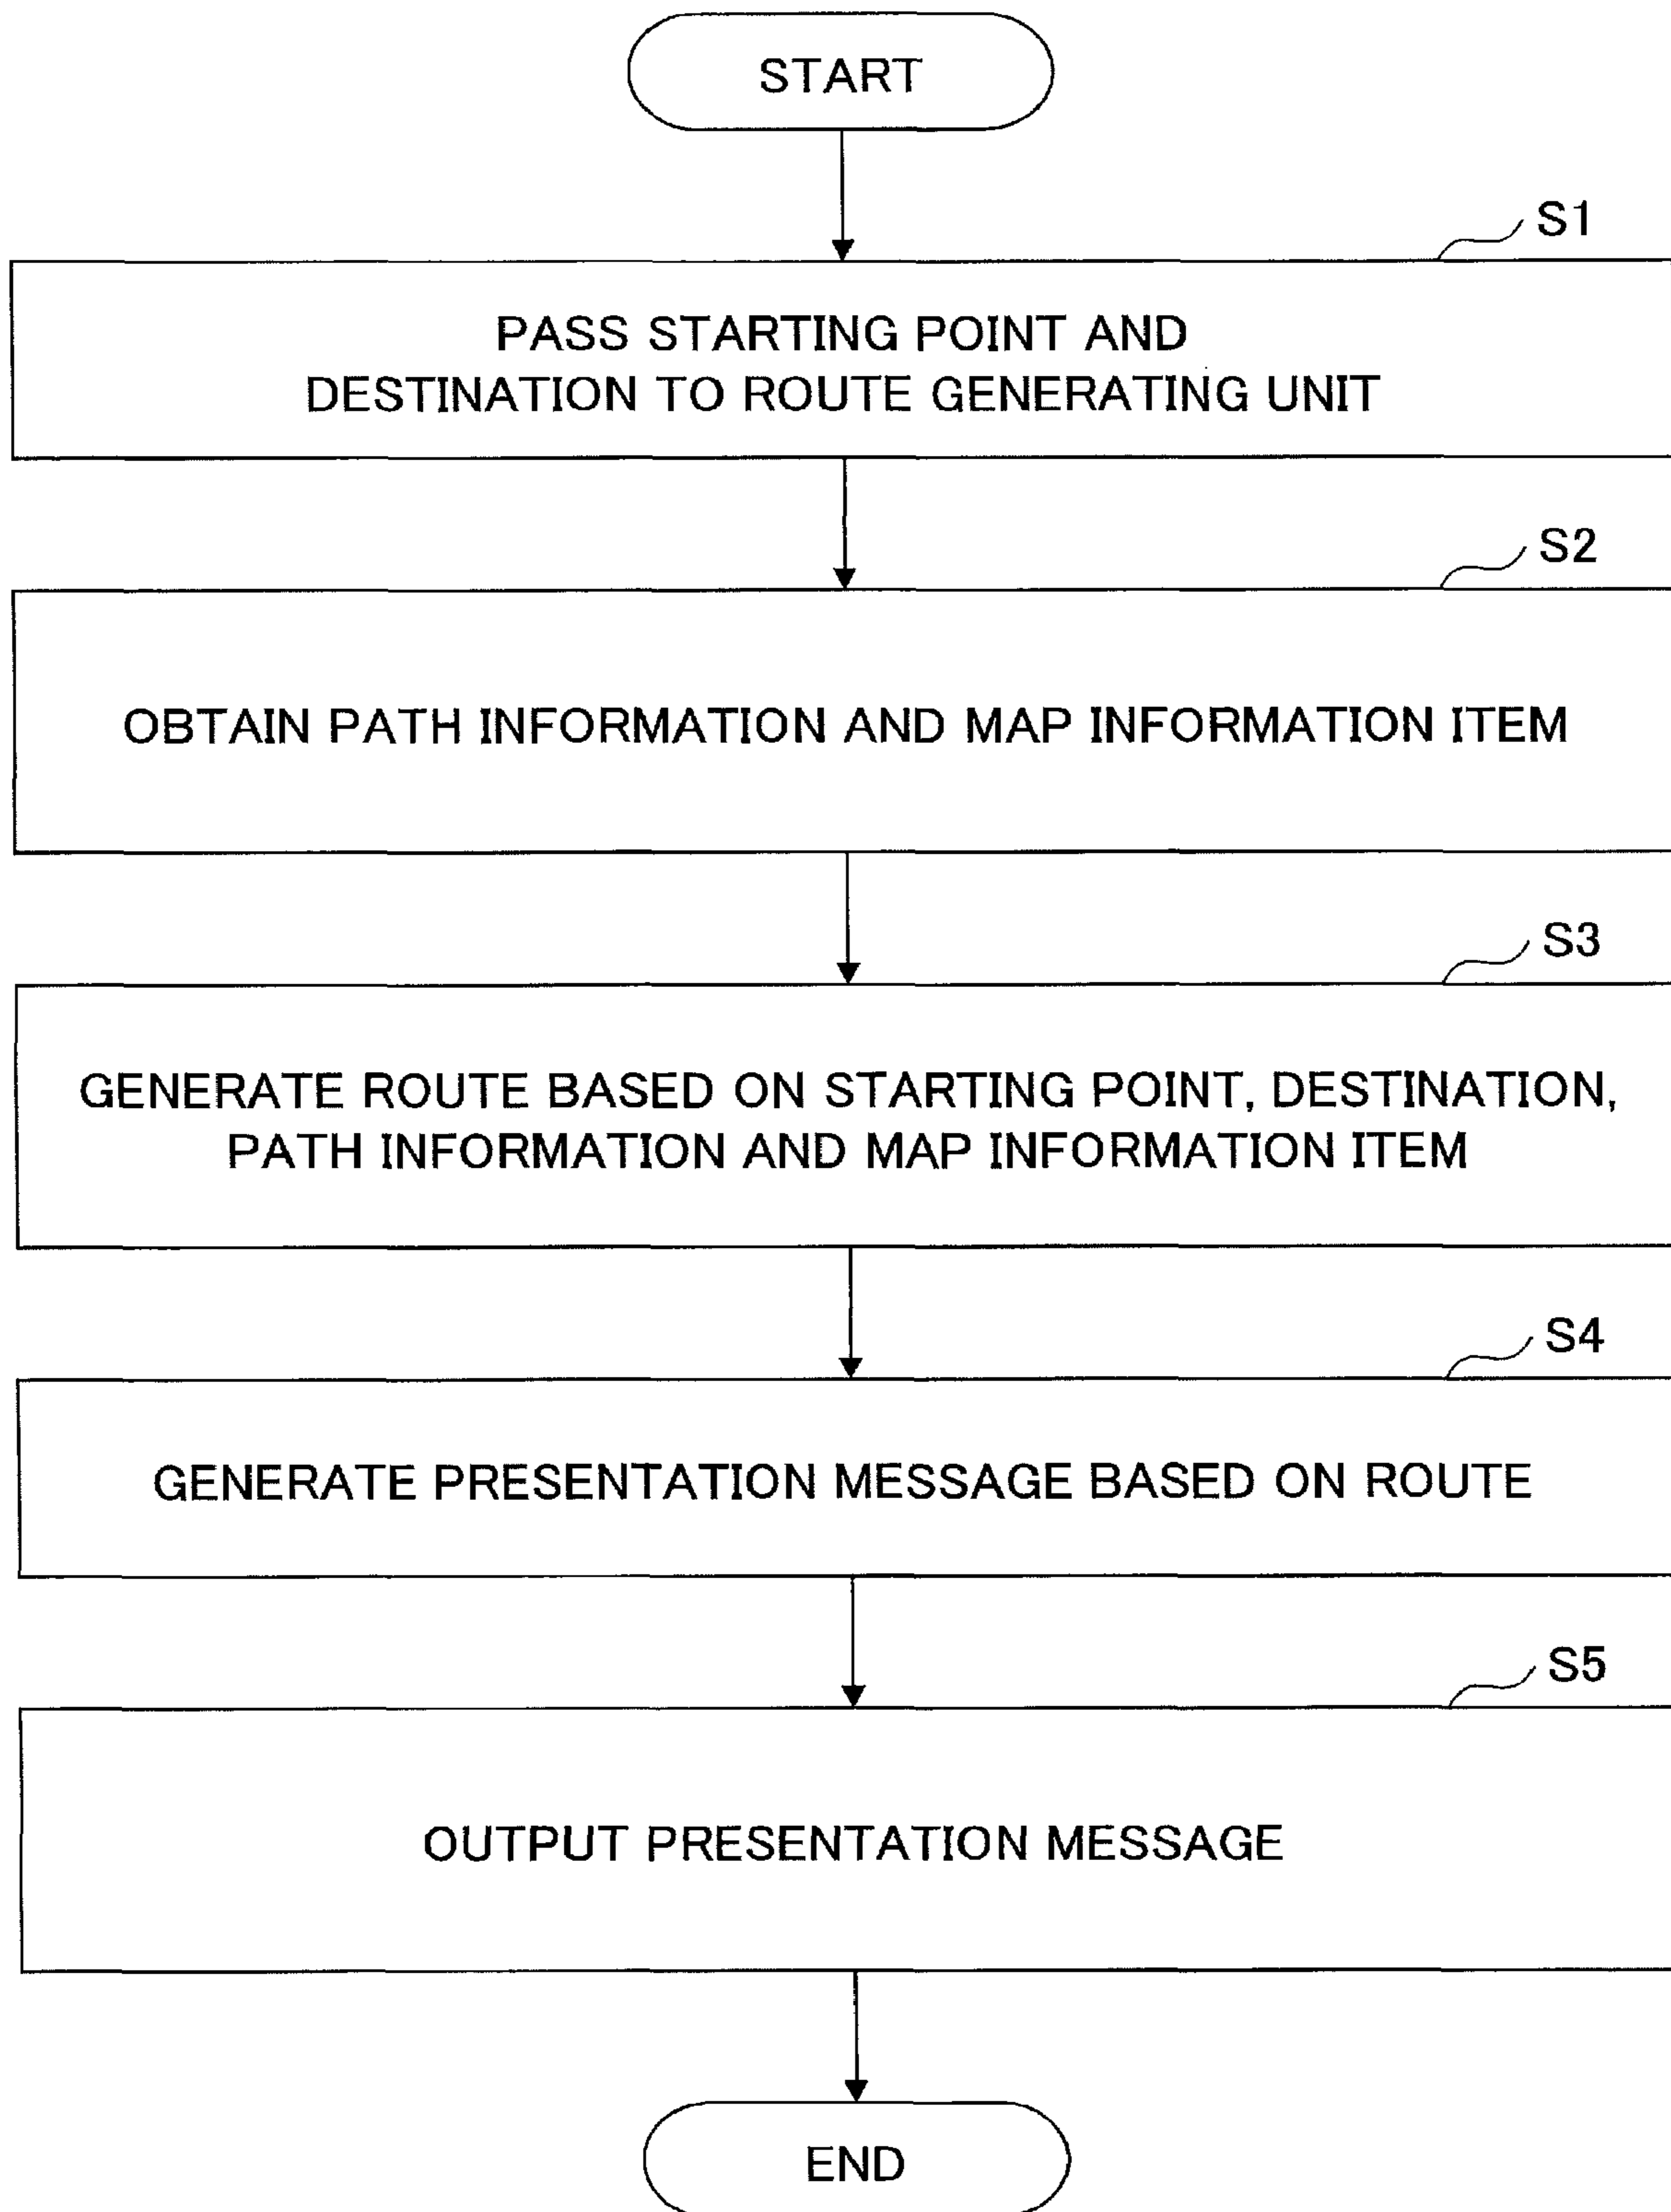 START
S1
PASS STARTING POINT AND
DESTINATION TO ROUTE GENERATING UNIT
S2
OBTAIN PATH INFORMATION AND MAP INFORMATION ITEM
S3
GENERATE ROUTE BASED ON STARTING POINT, DESTINATION,
PATH INFORMATION AND MAP INFORMATION ITEM
S4
GENERATE PRESENTATION MESSAGE BASED ON ROUTE
S5
OUTPUT PRESENTATION MESSAGE
END